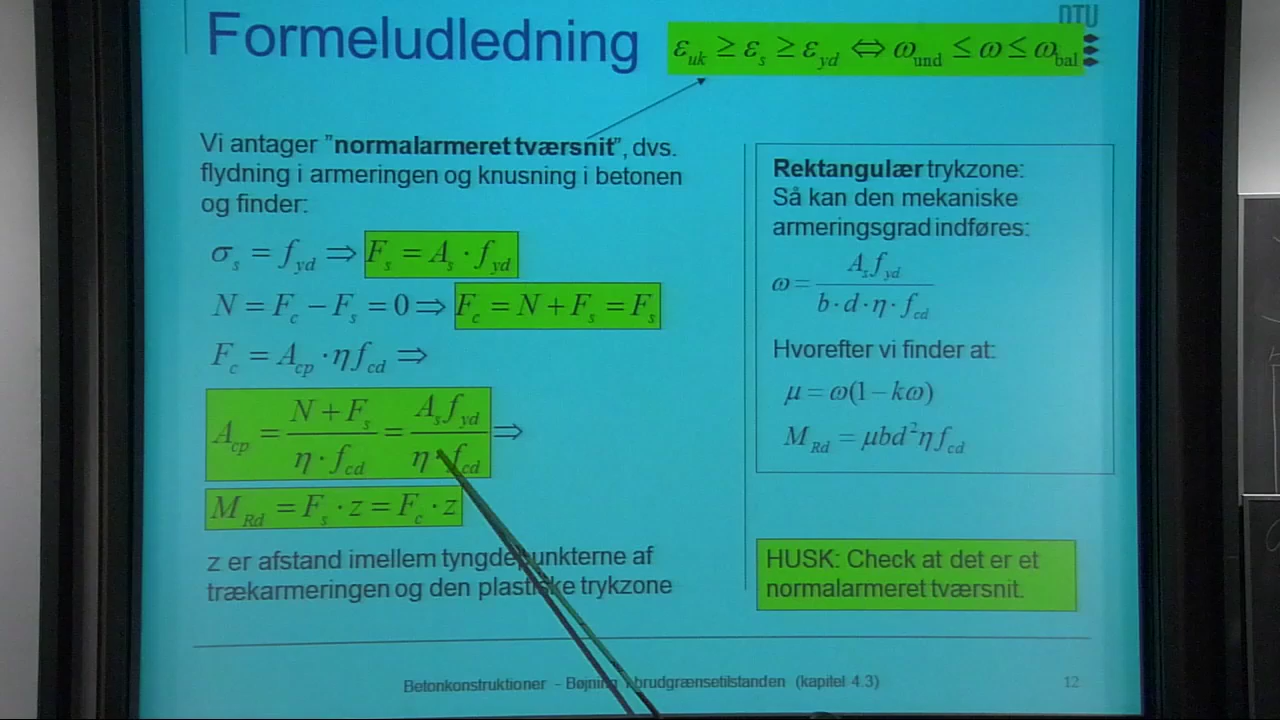 DTU
Formeludledning
ε_uk ≥ ε_s ≥ ε_yd ⇔ ω_und ≤ ω ≤ ω_bal
Vi antager ”normalarmeret tværsnit”, dvs.
flydning i armeringen og knusning i betonen
og finder:
σ_s = f_yd ⇒ F_s = A_s · f_yd
N = F_c − F_s = 0 ⇒ F_c = N + F_s = F_s
F_c = A_cp · ηf_cd ⇒
A_cp = (N + F_s)/(η · f_cd) = (A_s f_yd)/(η · f_cd) ⇒
M_Rd = F_s · z = F_c · z
z er afstand imellem tyngdepunkterne af
trækarmeringen og den plastiske trykzone
Rektangulær trykzone:
Så kan den mekaniske
armeringsgrad indføres:
ω = (A_s f_yd)/(b · d · η · f_cd)
Hvorefter vi finder at:
μ = ω(1 − kω)
M_Rd = μbd²ηf_cd
HUSK: Check at det er et
normalarmeret tværsnit.
Betonkonstruktioner - Bøjning i brudgrænsetilstanden (kapitel 4.3)
12